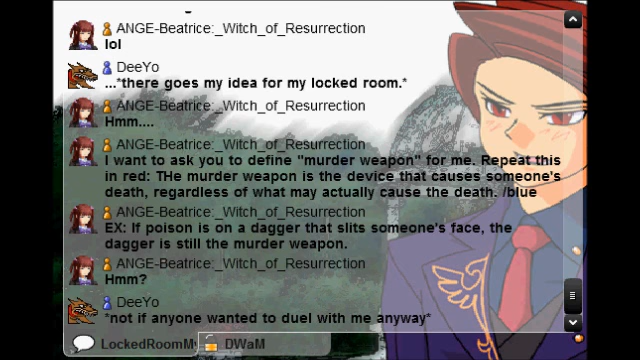 ANGE-Beatrice:_Witch_of_Resurrection
lol
DeeYo
...*there goes my idea for my locked room.*
ANGE-Beatrice:_Witch_of_Resurrection
Hmm....
ANGE-Beatrice:_Witch_of_Resurrection
I want to ask you to define "murder weapon" for me. Repeat this
in red: THe murder weapon is the device that causes someone's
death, regardless of what may actually cause the death. /blue
ANGE-Beatrice:_Witch_of_Resurrection
EX: If poison is on a dagger that slits someone's face, the
dagger is still the murder weapon.
ANGE-Beatrice:_Witch_of_Resurrection
Hmm?
DeeYo
*not if anyone wanted to duel with me anyway*
LockedRoomMy DWaM